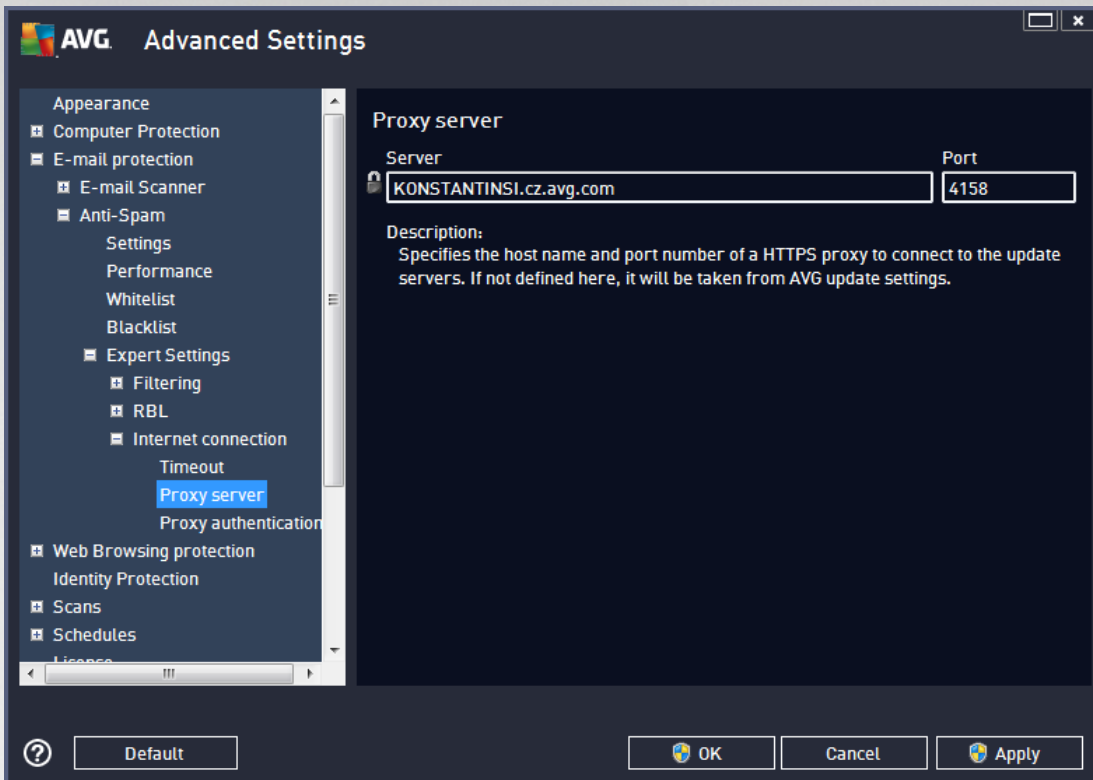 AVG. Advanced Settings
Appearance
Computer Protection
E-mail protection
E-mail Scanner
Anti-Spam
Settings
Performance
Whitelist
Blacklist
Expert Settings
Filtering
RBL
Internet connection
Timeout
Proxy server
Proxy authentication
Web Browsing protection
Identity Protection
Scans
Schedules
License
Proxy server
Server Port
KONSTANTINSI.cz.avg.com 4158
Description:
Specifies the host name and port number of a HTTPS proxy to connect to the update
servers. If not defined here, it will be taken from AVG update settings.
? Default OK Cancel Apply